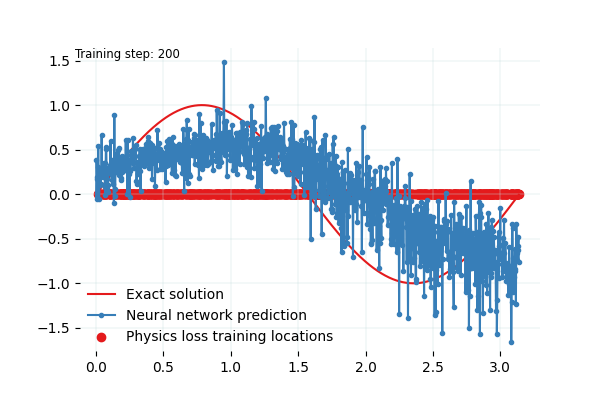 Training step: 200
1.5
1.0
0.5
0.0
−0.5
−1.0
−1.5
Exact solution
Neural network prediction
Physics loss training locations
0.0 0.5 1.0 1.5 2.0 2.5 3.0